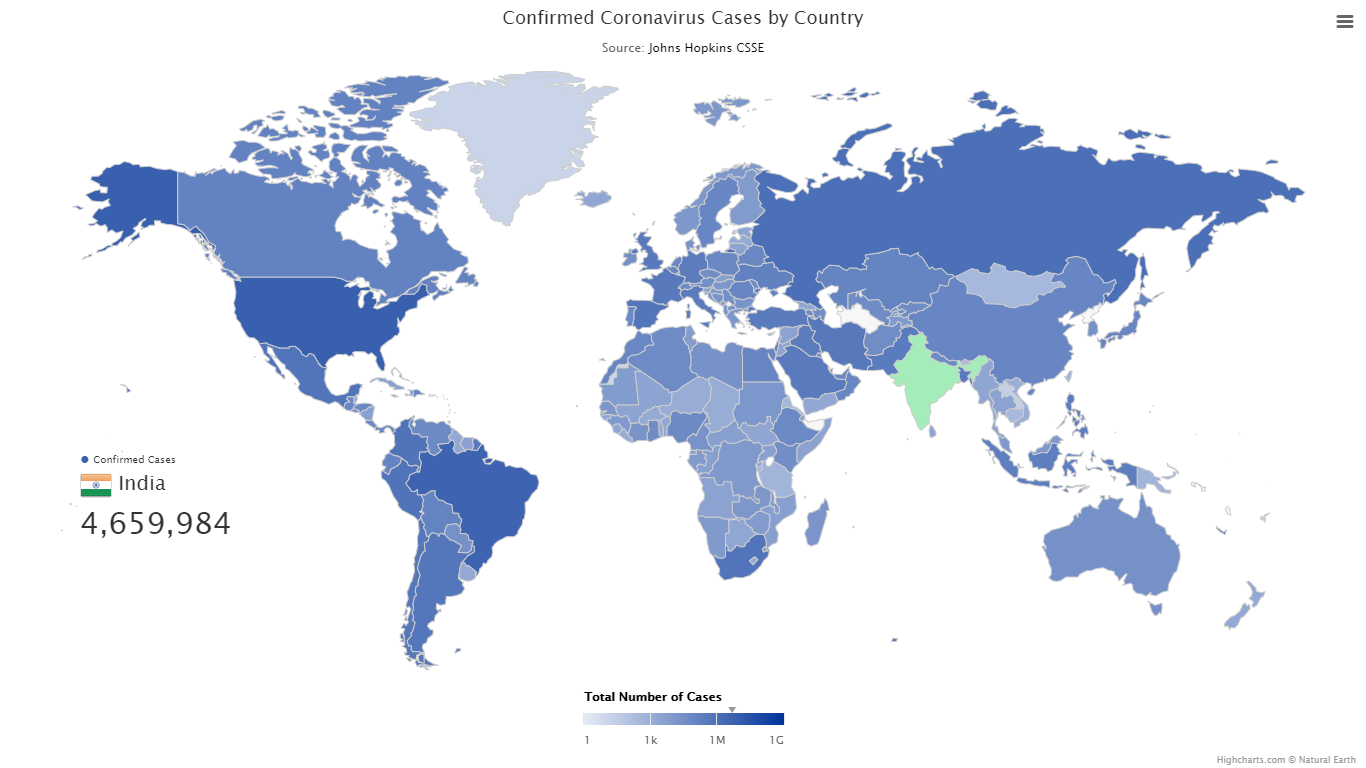 Confirmed Coronavirus Cases by Country
Source: Johns Hopkins CSSE
Confirmed Cases
India
4,659,984
Total Number of Cases
1 1k 1M 1G
Highcharts.com © Natural Earth